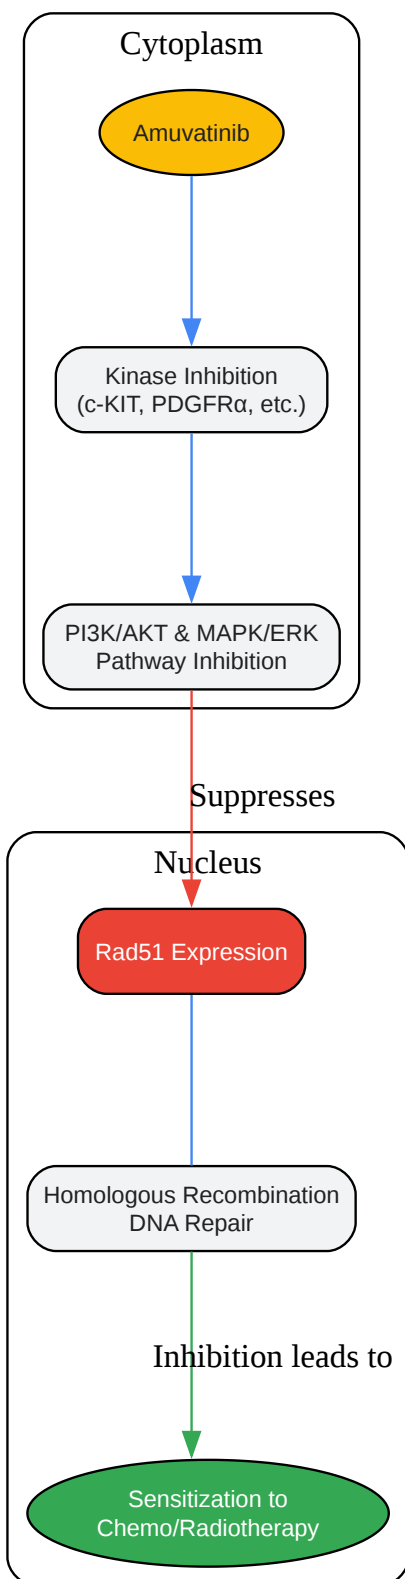 Cytoplasm
Amuvatinib
Kinase Inhibition
(c-KIT, PDGFRα, etc.)
PI3K/AKT & MAPK/ERK
Pathway Inhibition
Suppresses
Nucleus
Rad51 Expression
Homologous Recombination
DNA Repair
Inhibition leads to
Sensitization to
Chemo/Radiotherapy